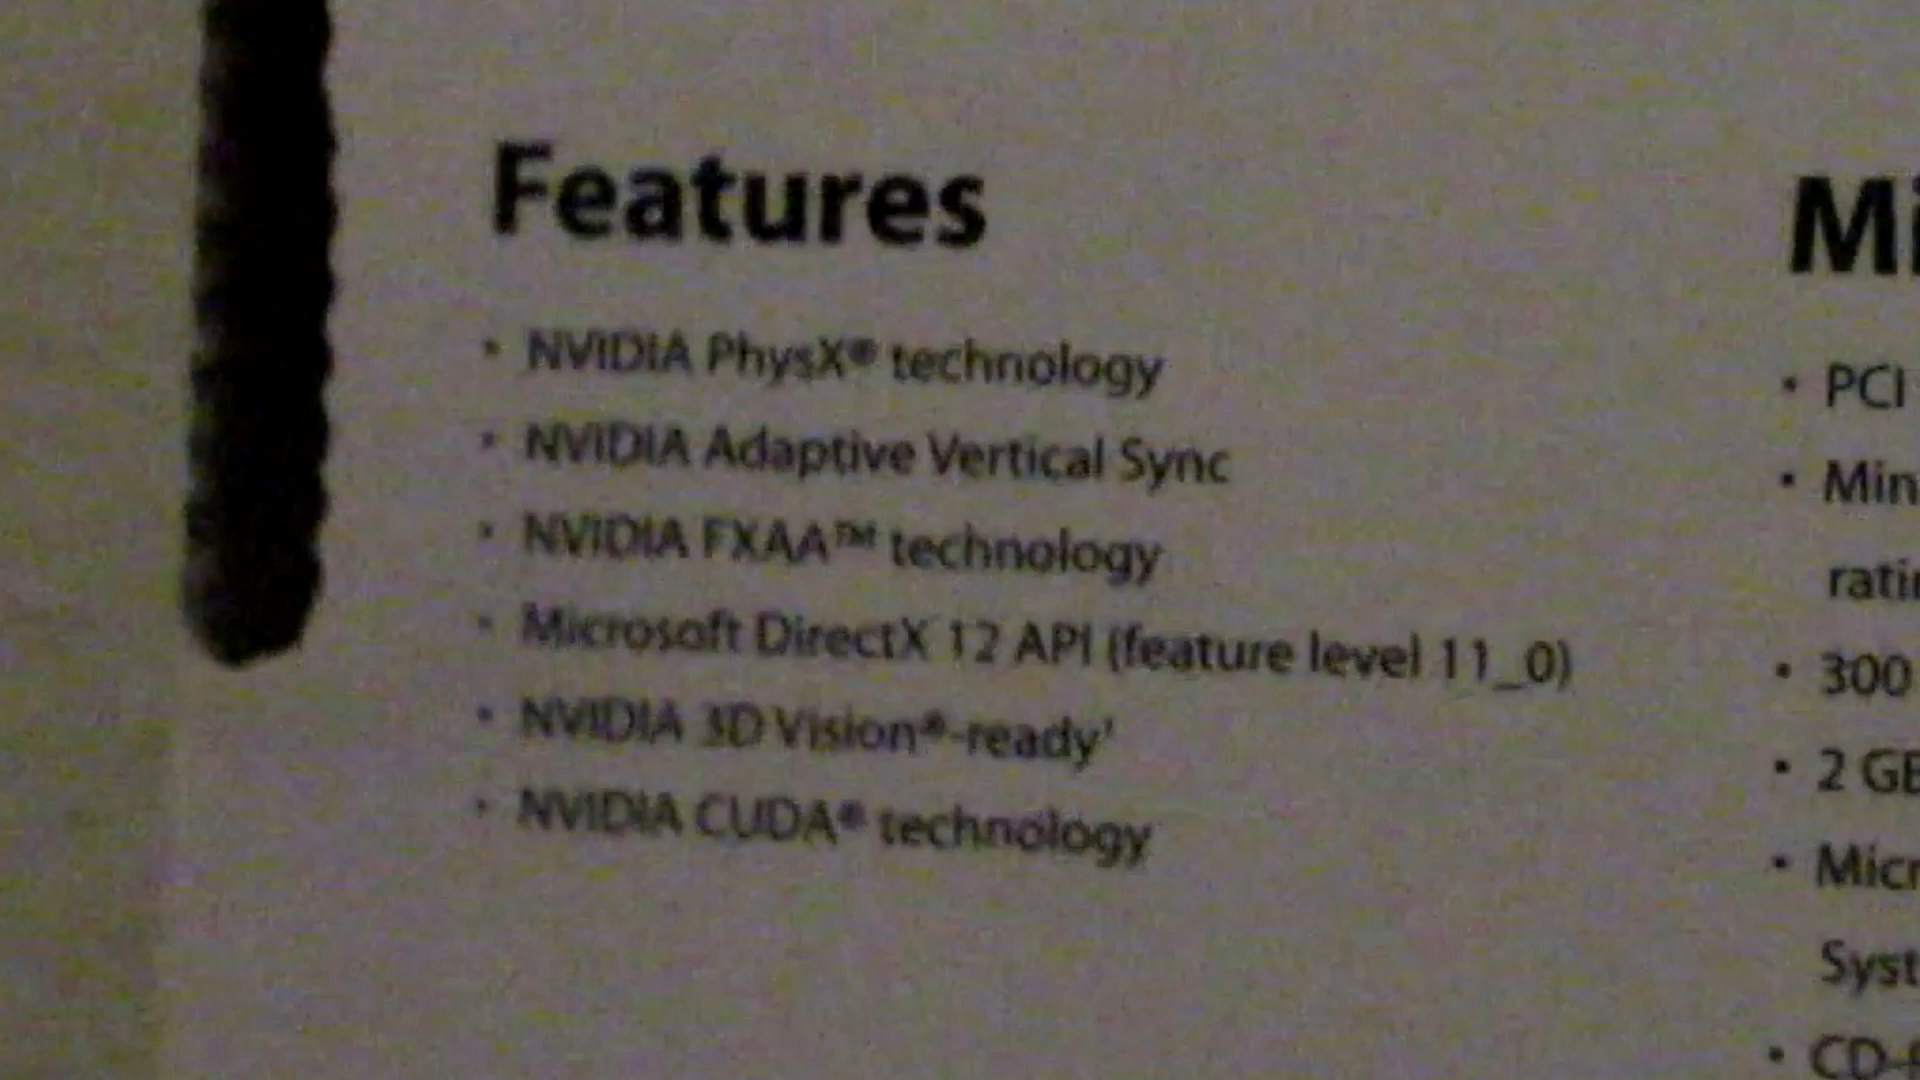 Features
• NVIDIA PhysX® technology
• NVIDIA Adaptive Vertical Sync
• NVIDIA FXAA™ technology
• Microsoft DirectX 12 API (feature level 11_0)
• NVIDIA 3D Vision®-ready¹
• NVIDIA CUDA® technology
Mi
• PCI
• Min
ratin
• 300
• 2 GB
• Micr
Syst
• CD-